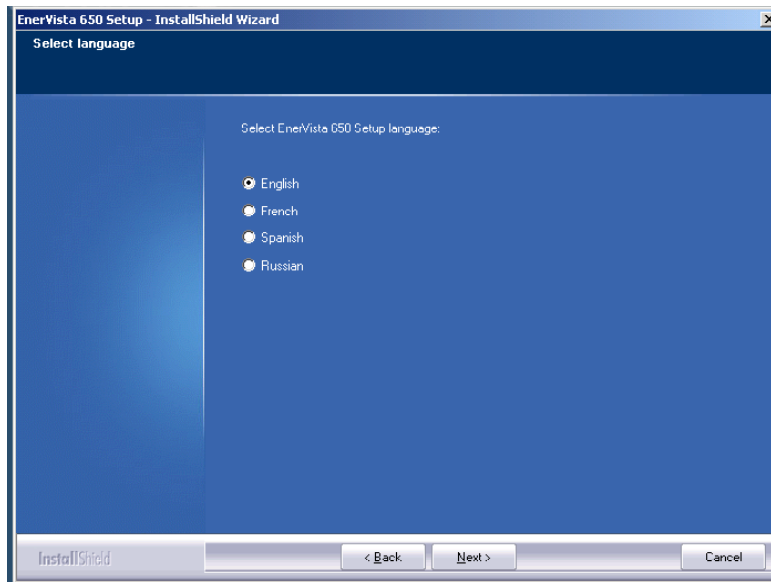 EnerVista 650 Setup - InstallShield Wizard
Select language
Select EnerVista 650 Setup language:
English
French
Spanish
Russian
InstallShield
< Back
Next >
Cancel